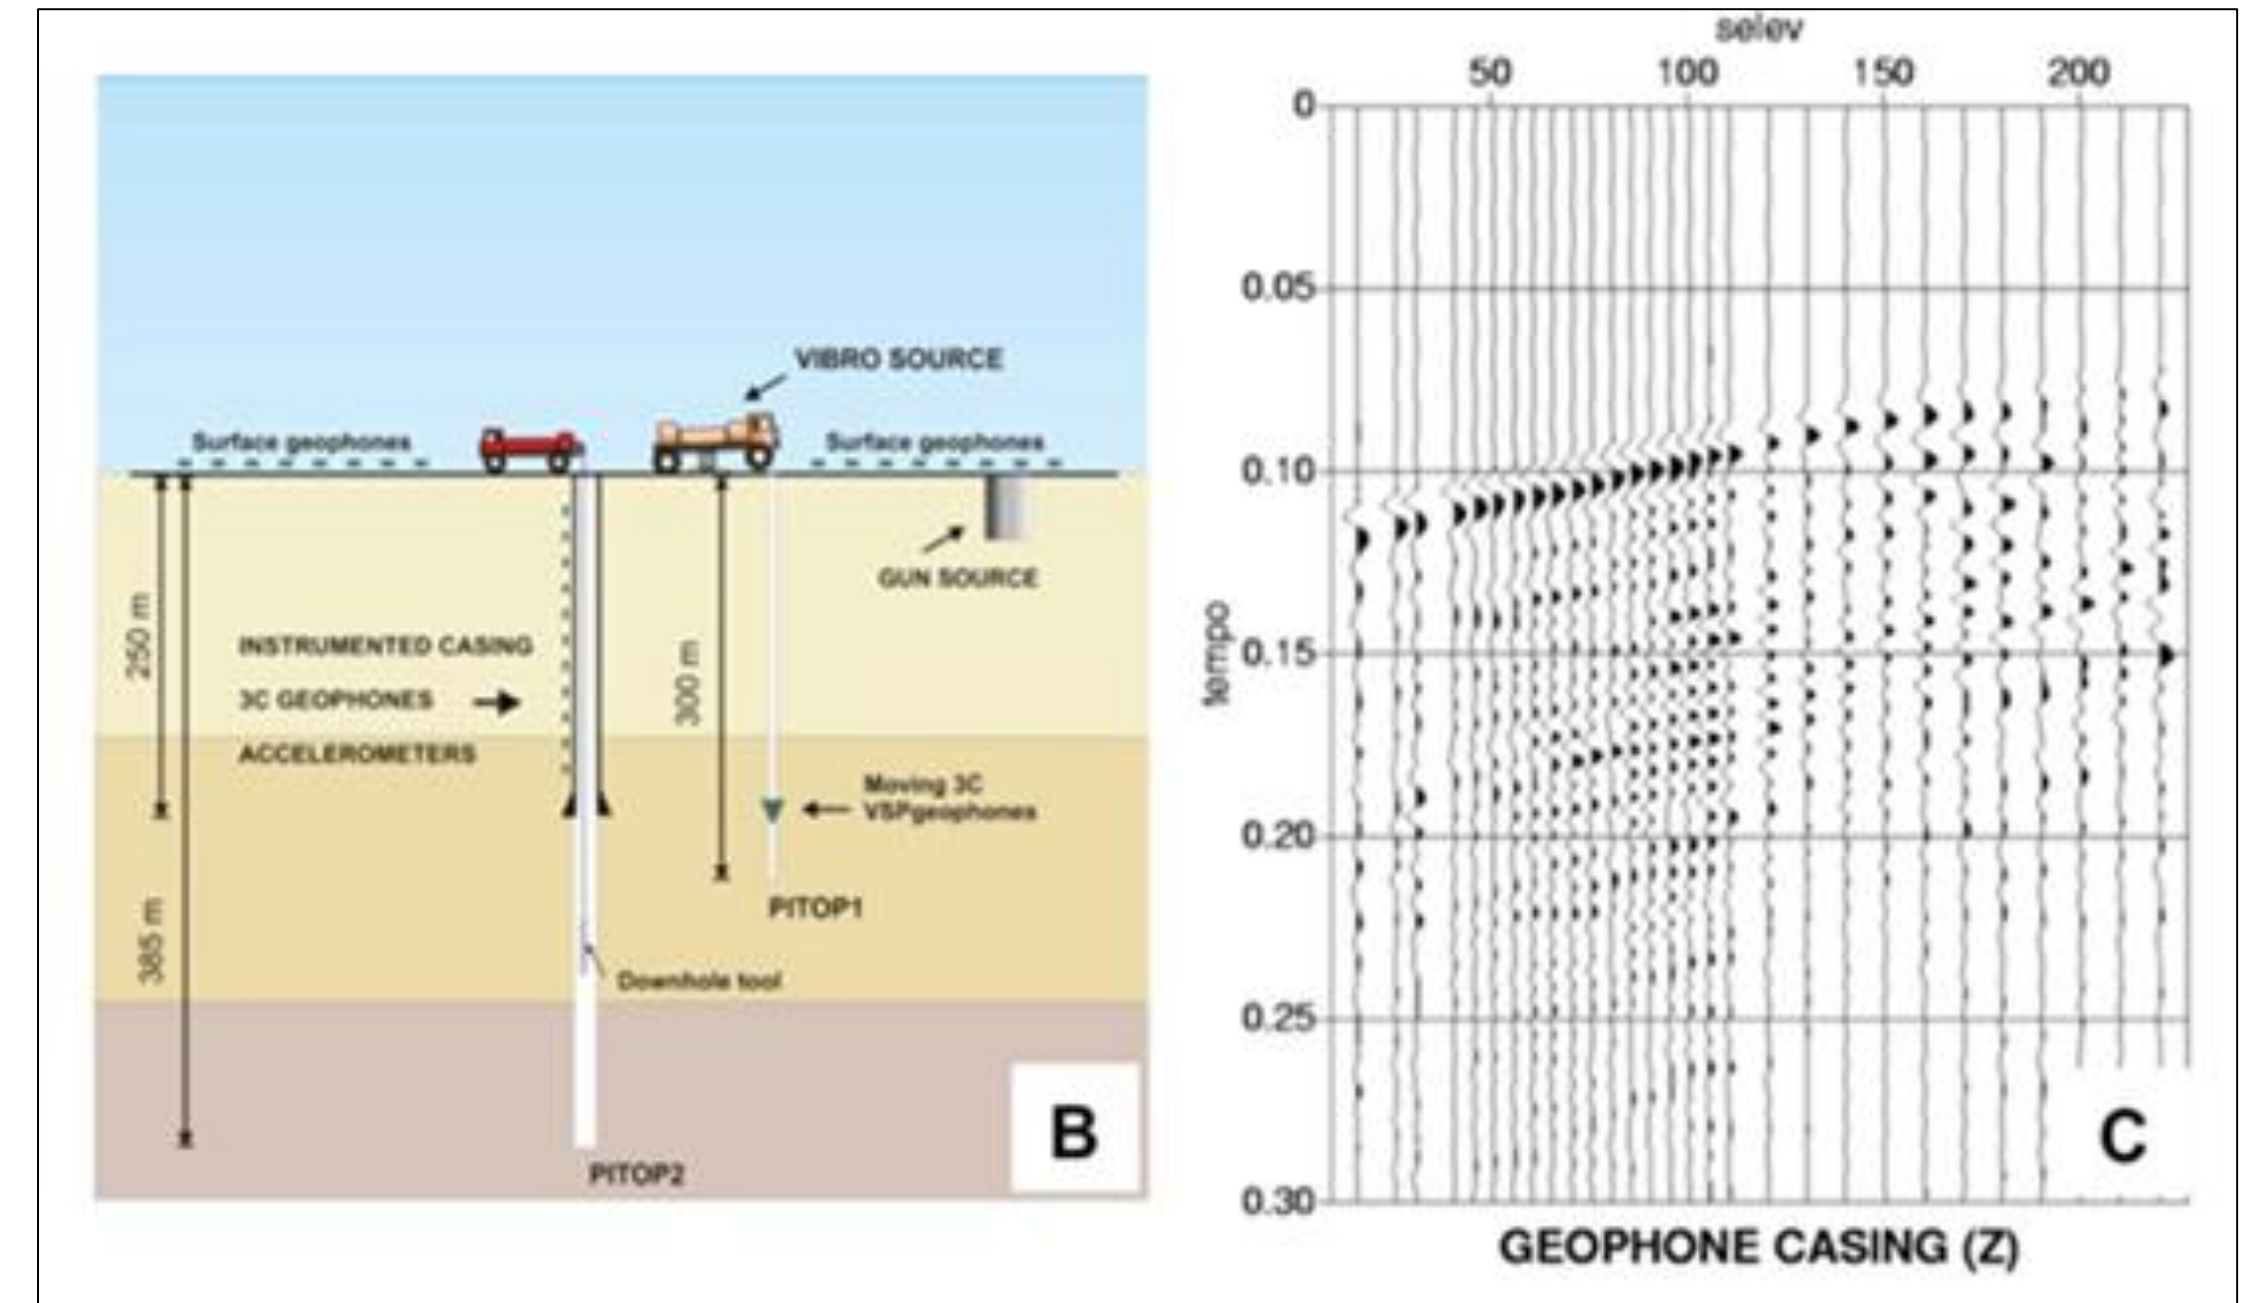 VIBRO SOURCE
Surface geophones
Surface geophones
GUN SOURCE
250 m
INSTRUMENTED CASING
3C GEOPHONES
ACCELEROMETERS
300 m
Moving 3C
VSPgeophones
PITOP1
385 m
Downhole tool
PITOP2
B
selev
50 100 150 200
0
0.05
0.10
0.15
0.20
0.25
0.30
tempo
C
GEOPHONE CASING (Z)